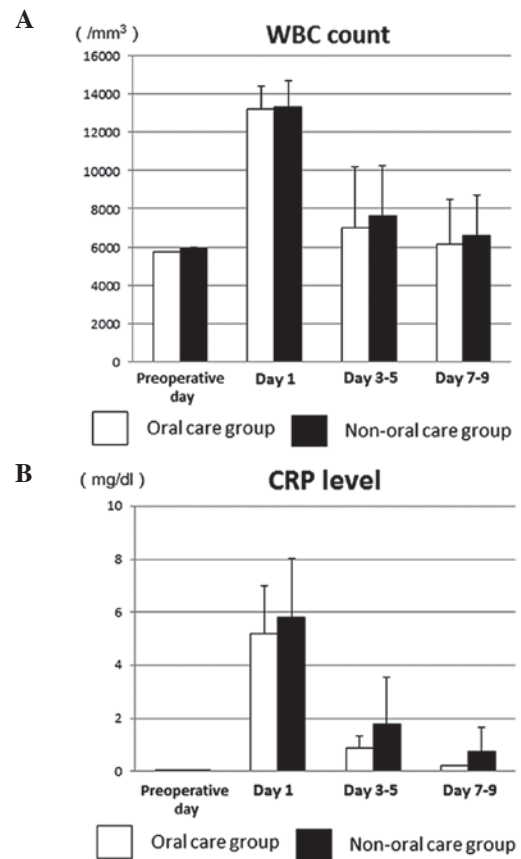 A
( /mm³ )
WBC count
16000
14000
12000
10000
8000
6000
4000
2000
0
Preoperative day
Day 1
Day 3-5
Day 7-9
Oral care group
Non-oral care group
B
( mg/dl )
CRP level
10
8
6
4
2
0
Preoperative day
Day 1
Day 3-5
Day 7-9
Oral care group
Non-oral care group